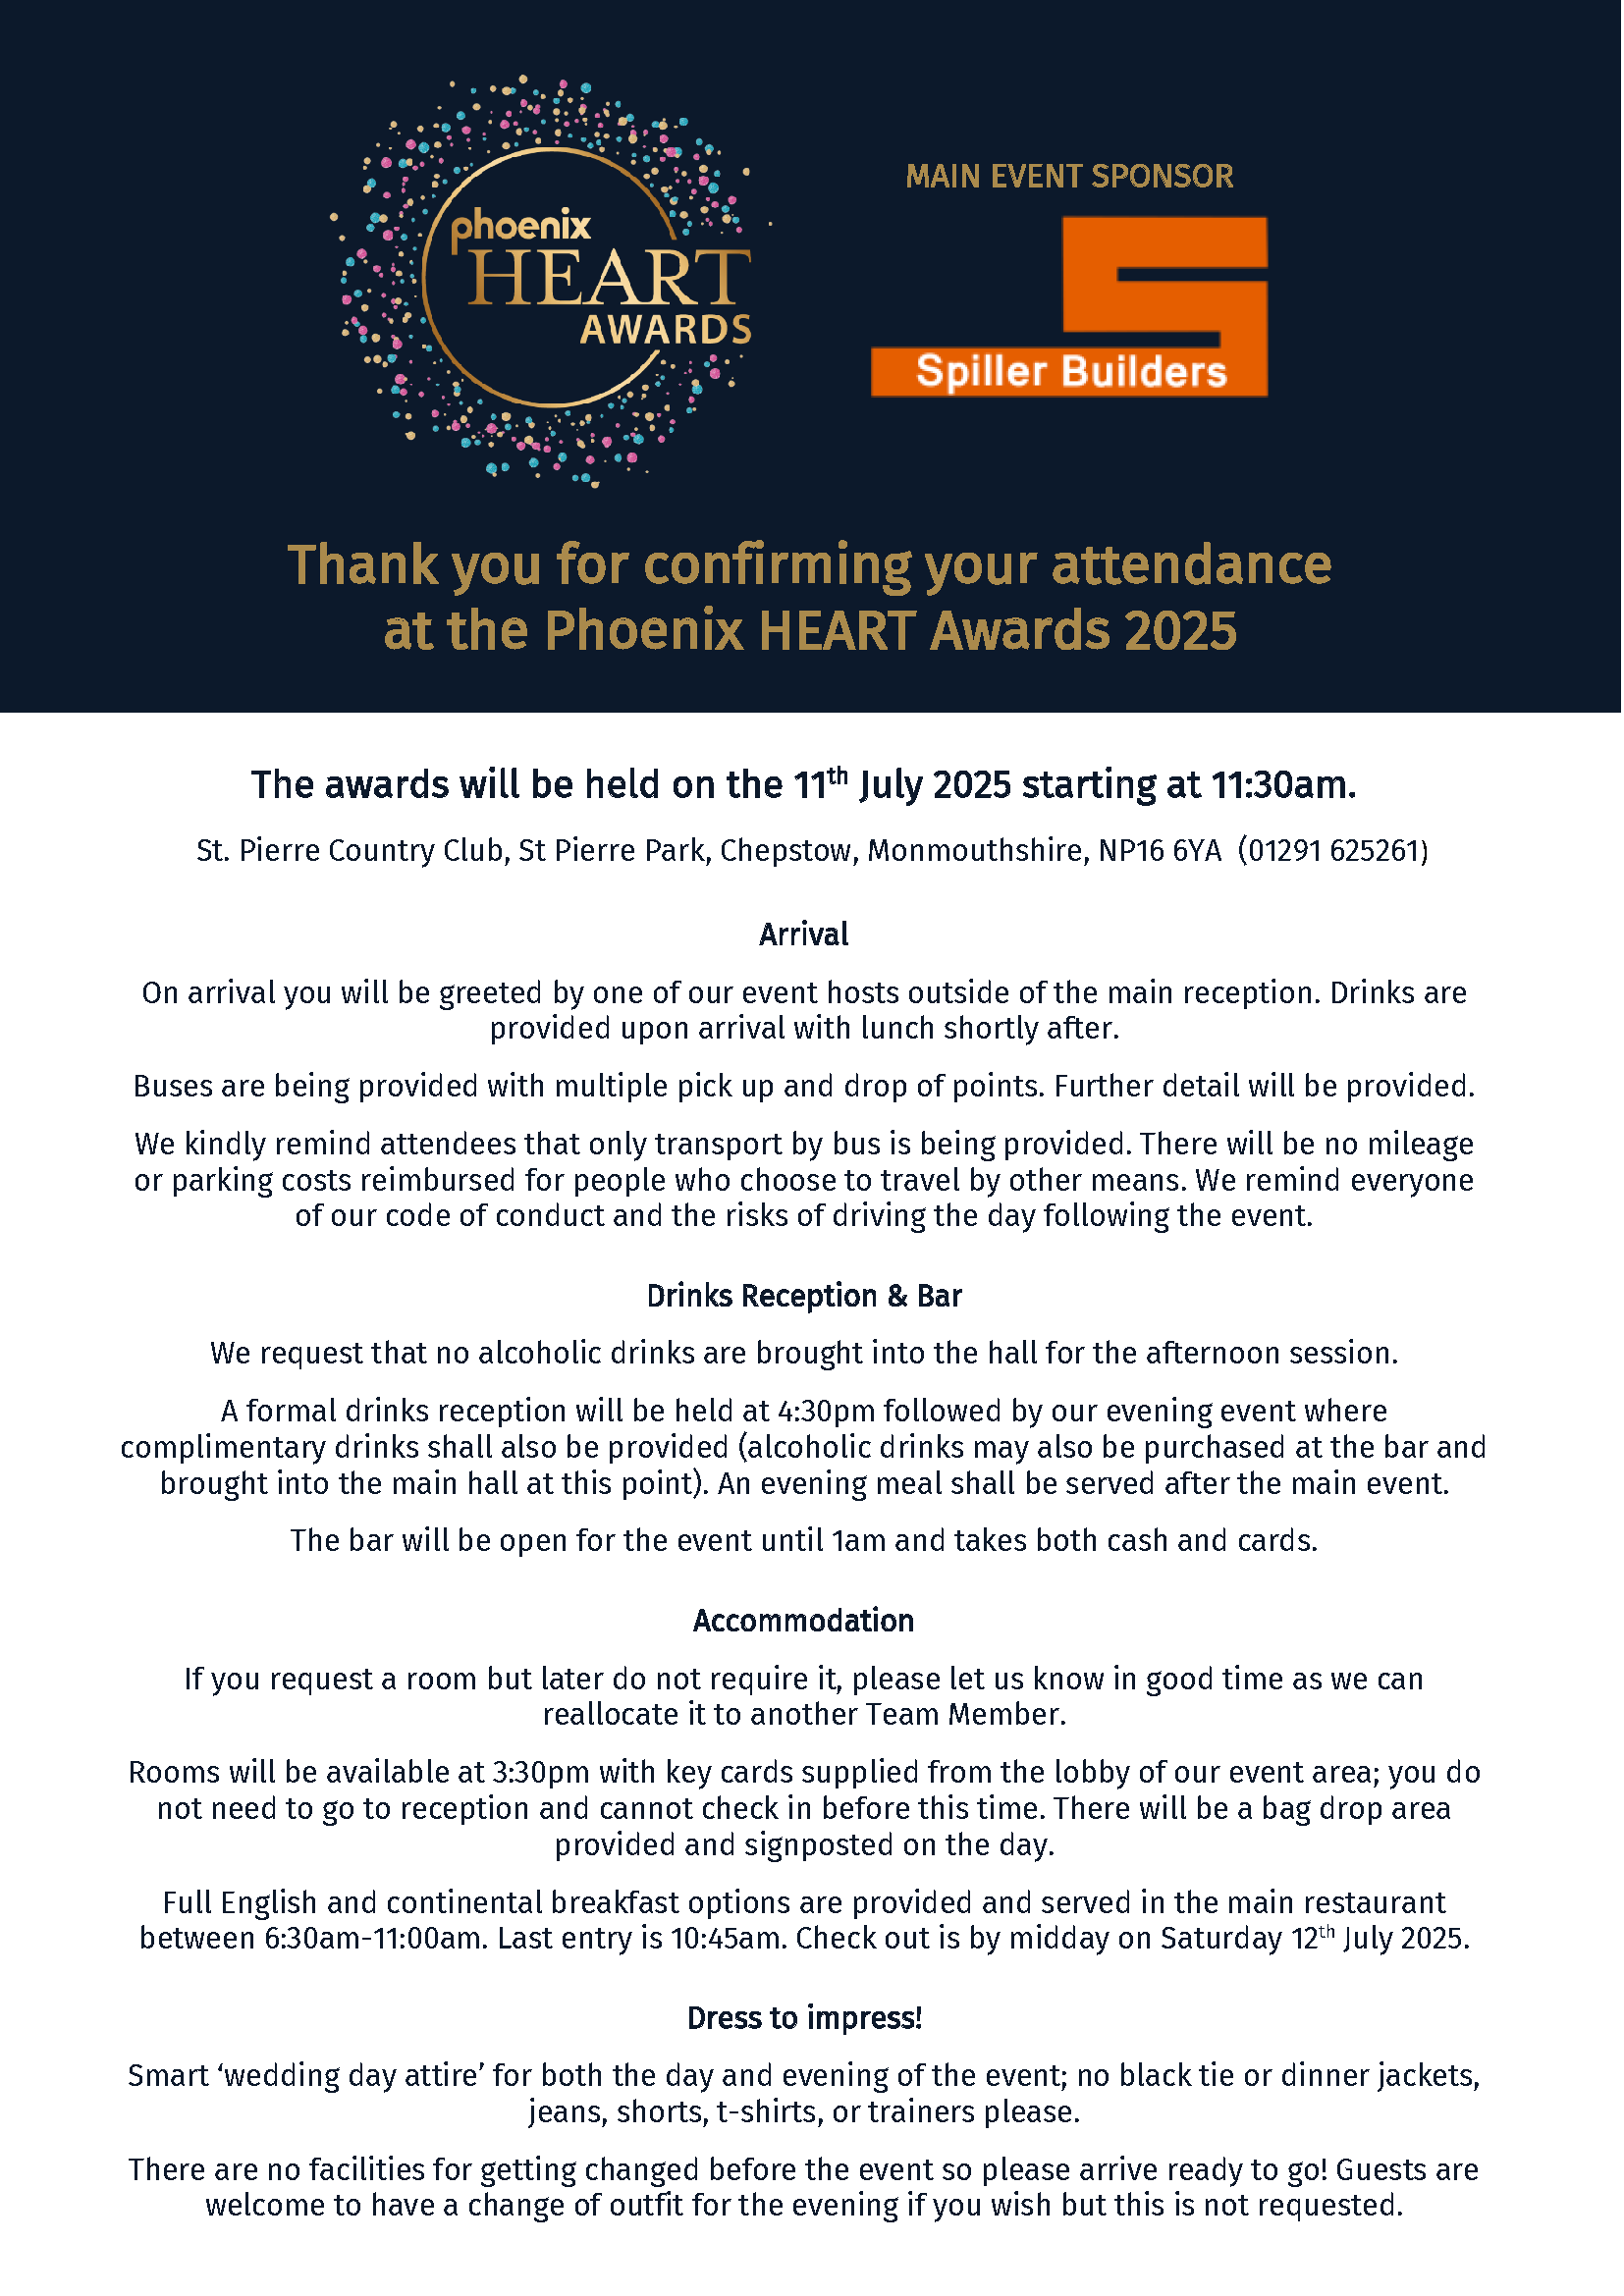 phoenix
HEART
AWARDS
MAIN EVENT SPONSOR
Spiller Builders
Thank you for confirming your attendance
at the Phoenix HEART Awards 2025
The awards will be held on the 11th July 2025 starting at 11:30am.
St. Pierre Country Club, St Pierre Park, Chepstow, Monmouthshire, NP16 6YA (01291 625261)
Arrival
On arrival you will be greeted by one of our event hosts outside of the main reception. Drinks are
provided upon arrival with lunch shortly after.
Buses are being provided with multiple pick up and drop of points. Further detail will be provided.
We kindly remind attendees that only transport by bus is being provided. There will be no mileage
or parking costs reimbursed for people who choose to travel by other means. We remind everyone
of our code of conduct and the risks of driving the day following the event.
Drinks Reception & Bar
We request that no alcoholic drinks are brought into the hall for the afternoon session.
A formal drinks reception will be held at 4:30pm followed by our evening event where
complimentary drinks shall also be provided (alcoholic drinks may also be purchased at the bar and
brought into the main hall at this point). An evening meal shall be served after the main event.
The bar will be open for the event until 1am and takes both cash and cards.
Accommodation
If you request a room but later do not require it, please let us know in good time as we can
reallocate it to another Team Member.
Rooms will be available at 3:30pm with key cards supplied from the lobby of our event area; you do
not need to go to reception and cannot check in before this time. There will be a bag drop area
provided and signposted on the day.
Full English and continental breakfast options are provided and served in the main restaurant
between 6:30am-11:00am. Last entry is 10:45am. Check out is by midday on Saturday 12th July 2025.
Dress to impress!
Smart ‘wedding day attire’ for both the day and evening of the event; no black tie or dinner jackets,
jeans, shorts, t-shirts, or trainers please.
There are no facilities for getting changed before the event so please arrive ready to go! Guests are
welcome to have a change of outfit for the evening if you wish but this is not requested.